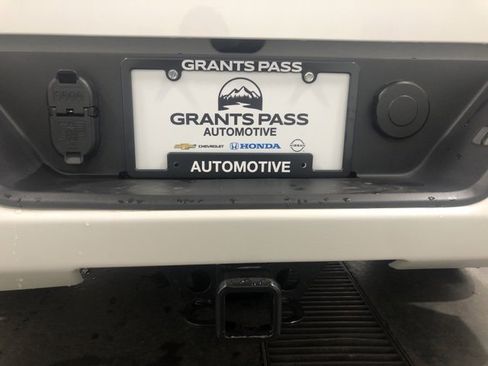 GRANTS PASS
GRANTS PASS
AUTOMOTIVE
CHEVROLET HONDA
AUTOMOTIVE